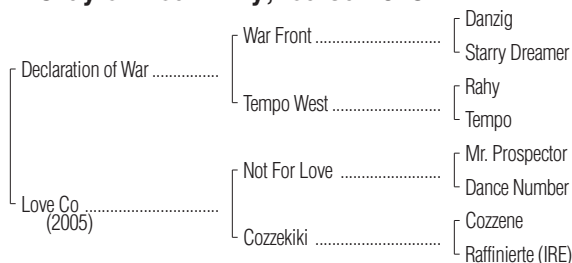 Danzig
War Front
Starry Dreamer
Declaration of War
Rahy
Tempo West
Tempo
Mr. Prospector
Not For Love
Dance Number
Love Co
(2005)
Cozzene
Cozzekiki
Raffinierte (IRE)